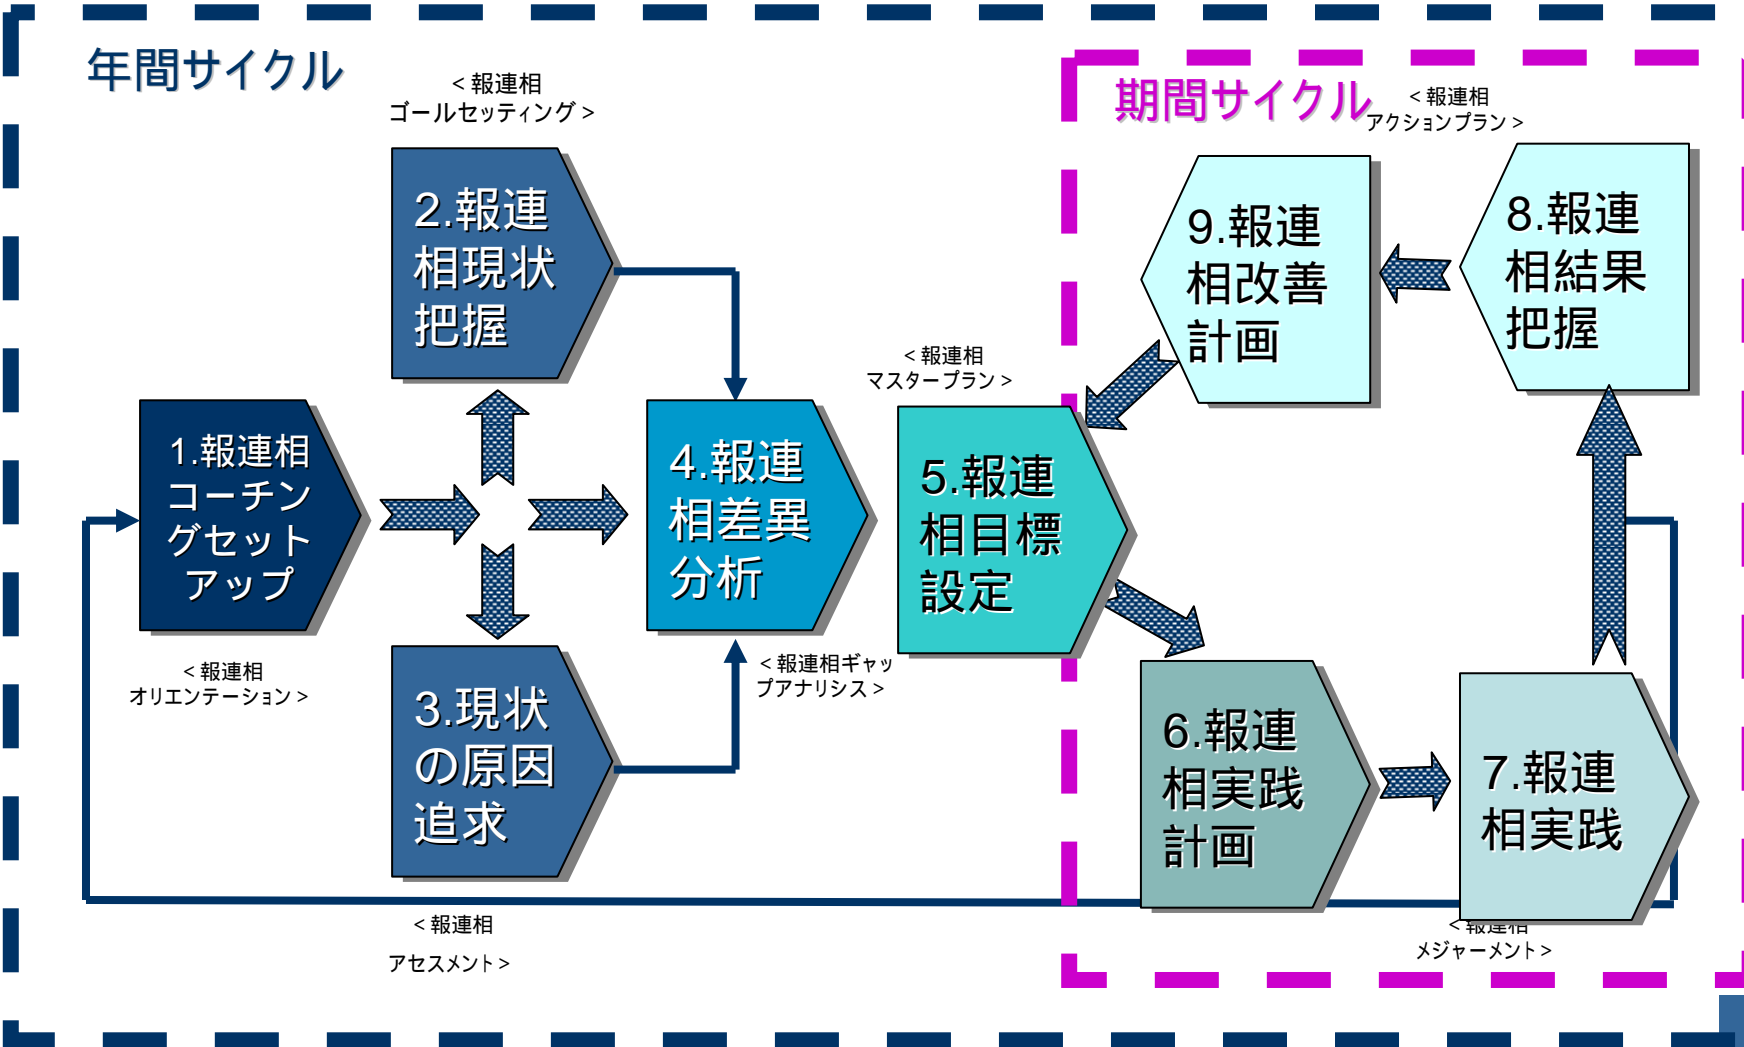 年間サイクル
<報連相
ゴールセッティング>
2.報連
相現状
把握
1.報連相
コーチン
グセット
アップ
<報連相
オリエンテーション>
3.現状
の原因
追求
<報連相
アセスメント>
4.報連
相差異
分析
<報連相ギャッ
プアナリシス>
<報連相
マスタープラン>
5.報連
相目標
設定
期間サイクル
<報連相
アクションプラン>
9.報連
相改善
計画
8.報連
相結果
把握
6.報連
相実践
計画
7.報連
相実践
<報連相
メジャーメント>